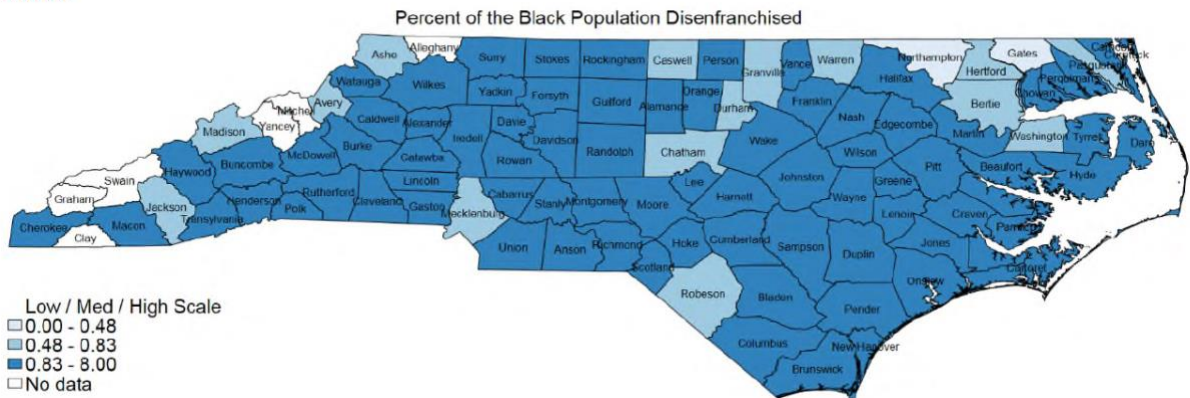 Percent of the Black Population Disenfranchised
Ashe
Alleghany
Surry
Stokes
Rockingham
Caswell
Person
Granville
Vance
Warren
Northampton
Gates
Hertford
Halifax
Bertie
Perquimans
Chowan
Watauga
Wilkes
Yadkin
Forsyth
Guilford
Alamance
Orange
Durham
Franklin
Nash
Edgecombe
Martin
Washington
Tyrrell
Dare
Mitchell
Avery
Yancey
Madison
Caldwell
Alexander
Iredell
Davie
Davidson
Randolph
Chatham
Wake
Wilson
Pitt
Beaufort
Hyde
Swain
Haywood
Buncombe
McDowell
Burke
Catawba
Rowan
Johnston
Greene
Wayne
Lenoir
Craven
Pamlico
Graham
Jackson
Transylvania
Henderson
Polk
Rutherford
Cleveland
Lincoln
Gaston
Mecklenburg
Cabarrus
Stanly
Montgomery
Moore
Lee
Harnett
Cherokee
Clay
Macon
Union
Anson
Richmond
Hoke
Cumberland
Sampson
Duplin
Jones
Carteret
Scotland
Robeson
Bladen
Pender
Onslow
Columbus
New Hanover
Brunswick
Low / Med / High Scale
0.00 - 0.48
0.48 - 0.83
0.83 - 8.00
No data